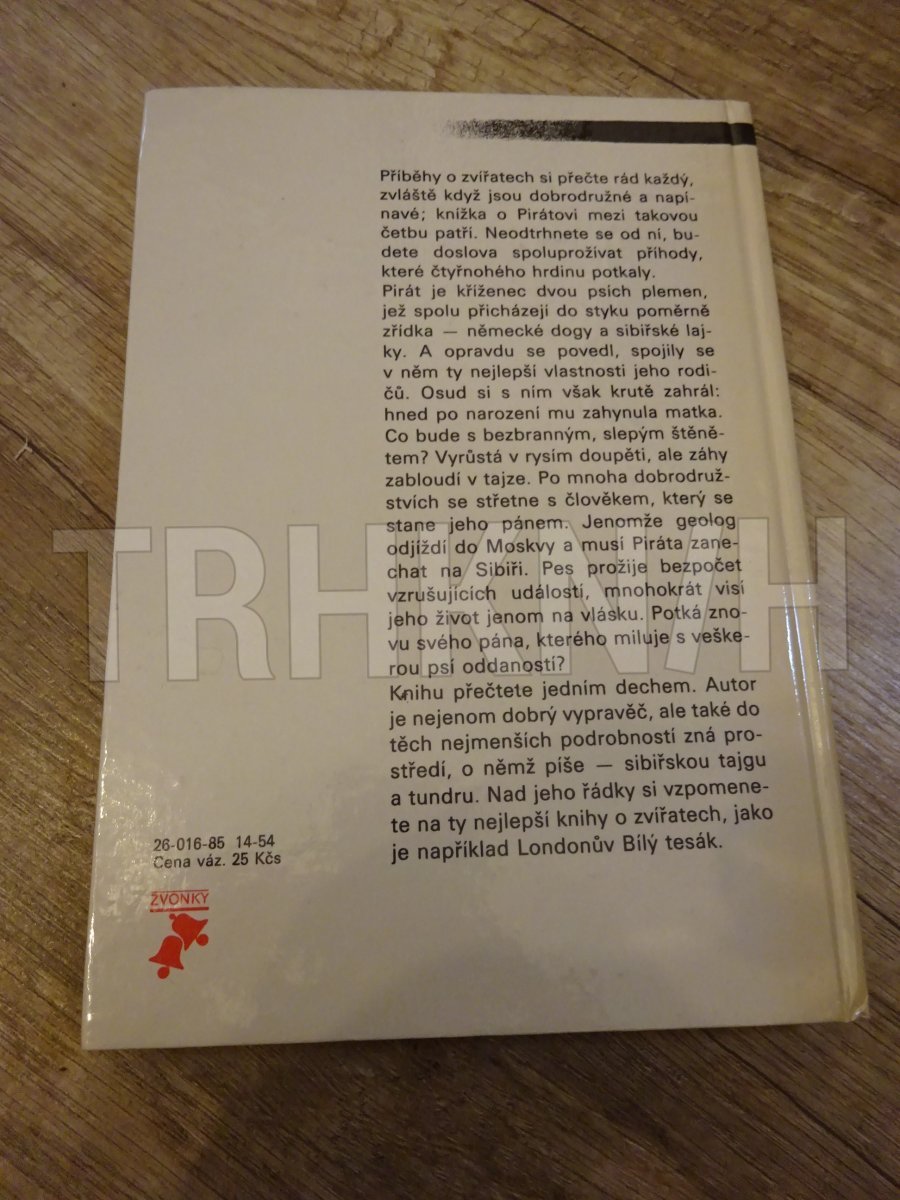 Příběhy o zvířatech si přečte rád každý,
zvláště když jsou dobrodružné a napí-
navé; knížka o Pirátovi mezi takovou
četbu patří. Neodtrhnete se od ní, bu-
dete doslova spoluprožívat příhody,
které čtyřnohého hrdinu potkaly.
Pirát je kříženec dvou psích plemen,
jež spolu přicházejí do styku poměrně
zřídka — německé dogy a sibiřské laj-
ky. A opravdu se povedl, spojily se
v něm ty nejlepší vlastnosti jeho rodi-
čů. Osud si s ním však krutě zahrál:
hned po narození mu zahynula matka.
Co bude s bezbranným, slepým štěně-
tem? Vyrůstá v rysím doupěti, ale záhy
zabloudí v tajze. Po mnoha dobrodruž-
stvích se střetne s člověkem, který se
stane jeho pánem. Jenomže geolog
odjíždí do Moskvy a musí Piráta zane-
chat na Sibiři. Pes prožije bezpočet
vzrušujících událostí, mnohokrát visí
jeho život jenom na vlásku. Potká zno-
vu svého pána, kterého miluje s veške-
rou psí oddaností?
Knihu přečtete jedním dechem. Autor
je nejenom dobrý vypravěč, ale také do
těch nejmenších podrobností zná pro-
středí, o němž píše — sibiřskou tajgu
a tundru. Nad jeho řádky si vzpomene-
te na ty nejlepší knihy o zvířatech, jako
je například Londonův Bílý tesák.
26-016-85 14-54
Cena váz. 25 Kčs
ZVONKY
TRHKNIH